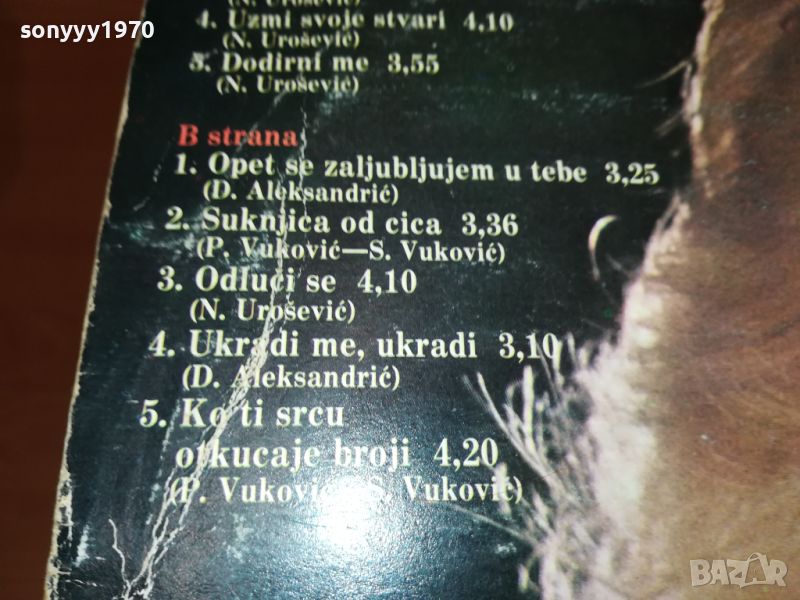 sonyyy1970
(N. Urošević)
4. Uzmi svoje stvari 4,10
(N. Urošević)
5. Dodirni me 3,55
(N. Urošević)
B strana
1. Opet se zaljubljujem u tebe 3,25
(D. Aleksandrić)
2. Suknjica od cica 3,36
(P. Vuković—S. Vuković)
3. Odluči se 4,10
(N. Urošević)
4. Ukradi me, ukradi 3,10
(D. Aleksandrić)
5. Ko ti srcu
otkucaje broji 4,20
(P. Vuković—S. Vuković)
BAZAR